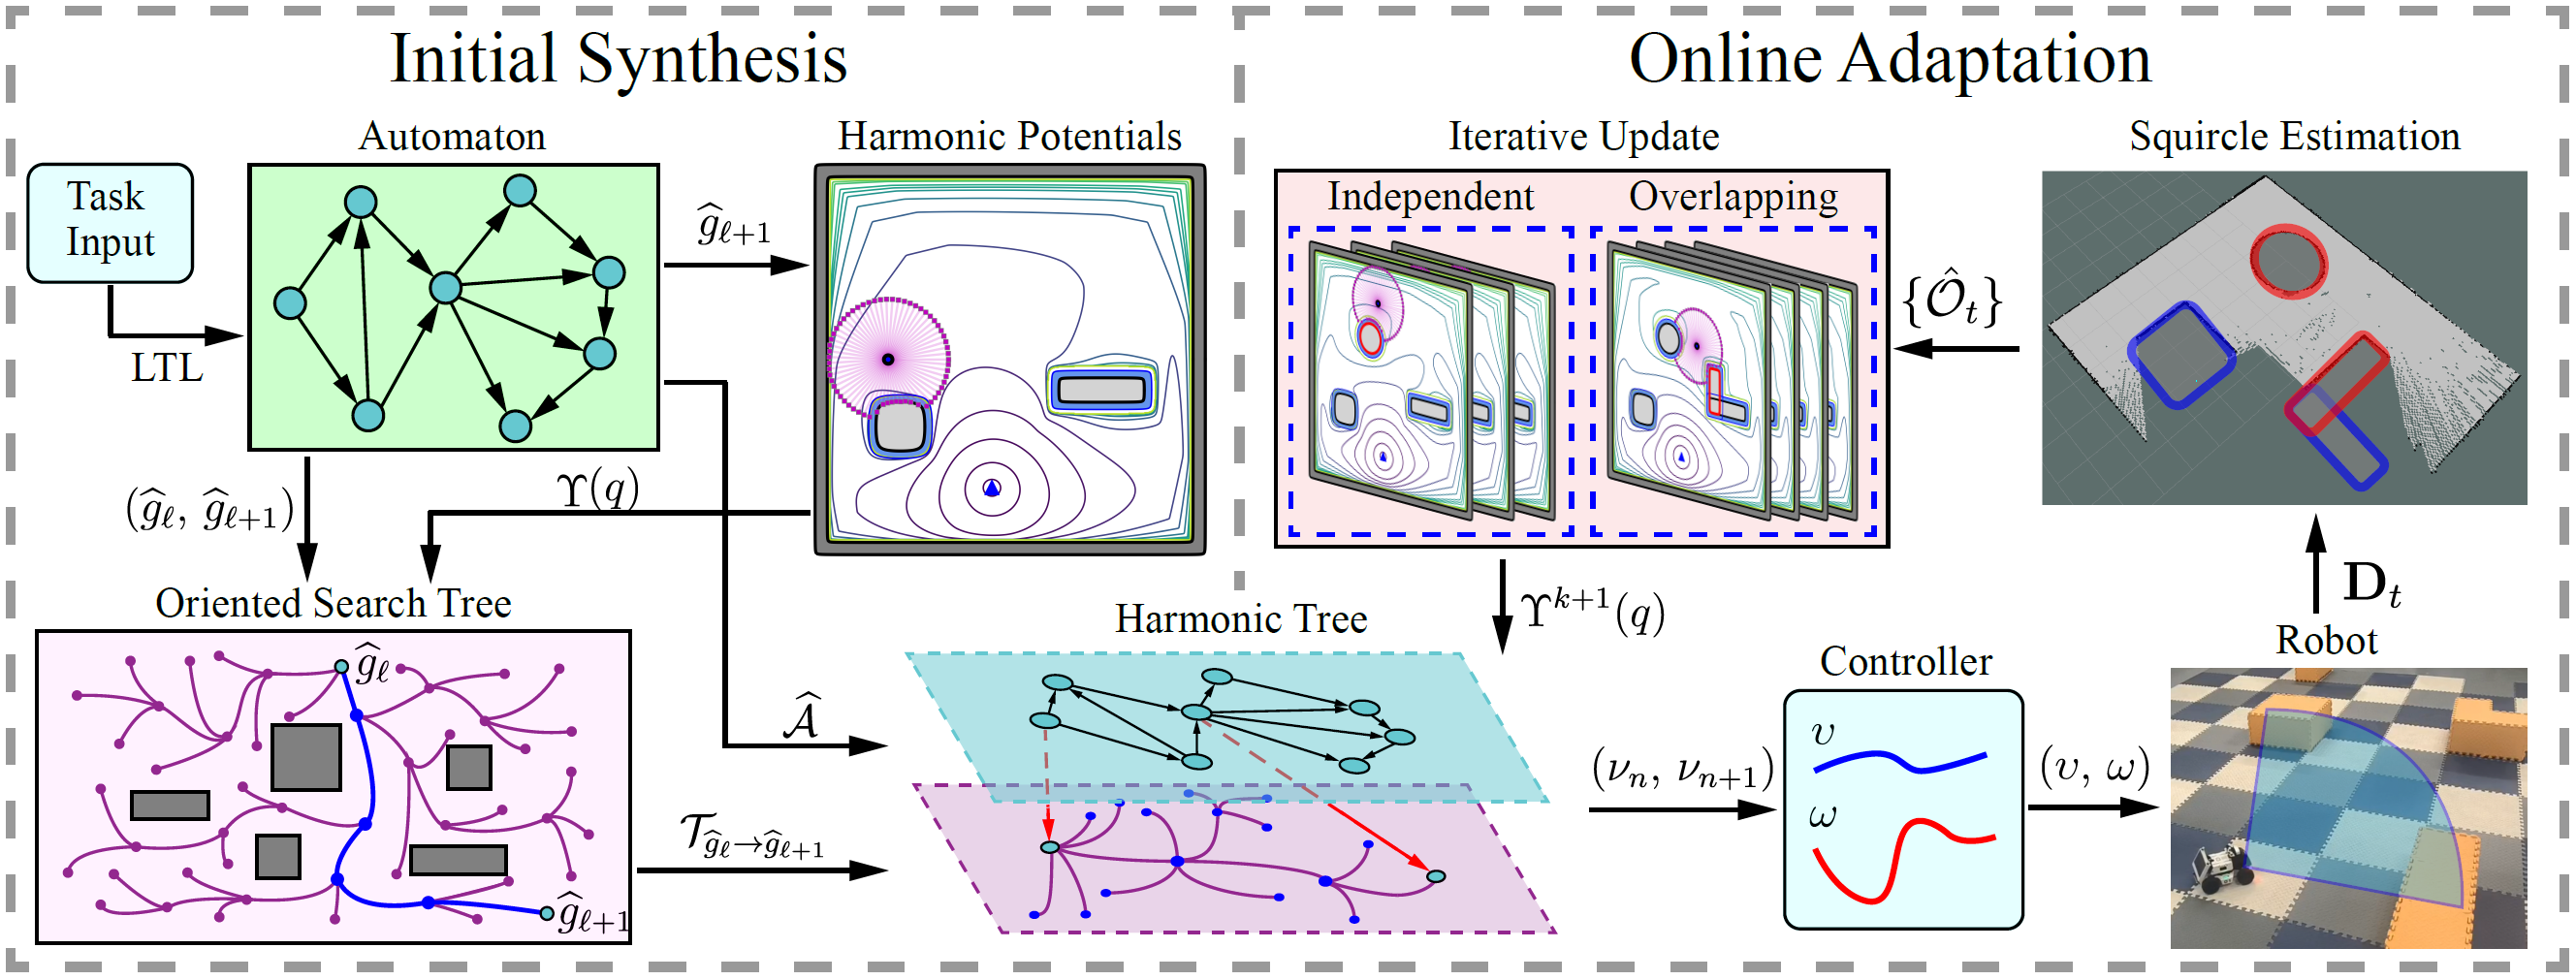 Initial Synthesis
Online Adaptation
Automaton
Harmonic Potentials
Iterative Update
Squircle Estimation
Task
Input
LTL
$\widehat{g}_{\ell+1}$
Independent
Overlapping
$\{\hat{\mathcal{O}}_t\}$
$(\widehat{g}_\ell, \widehat{g}_{\ell+1})$
$\Upsilon(q)$
$\mathbf{D}_t$
Oriented Search Tree
Harmonic Tree
$\Upsilon^{k+1}(q)$
Robot
Controller
$\widehat{g}_\ell$
$\widehat{\mathcal{A}}$
$\upsilon$
$(\nu_n, \nu_{n+1})$
$(\upsilon, \omega)$
$\omega$
$\mathcal{T}_{\widehat{g}_\ell \to \widehat{g}_{\ell+1}}$
$\widehat{g}_{\ell+1}$